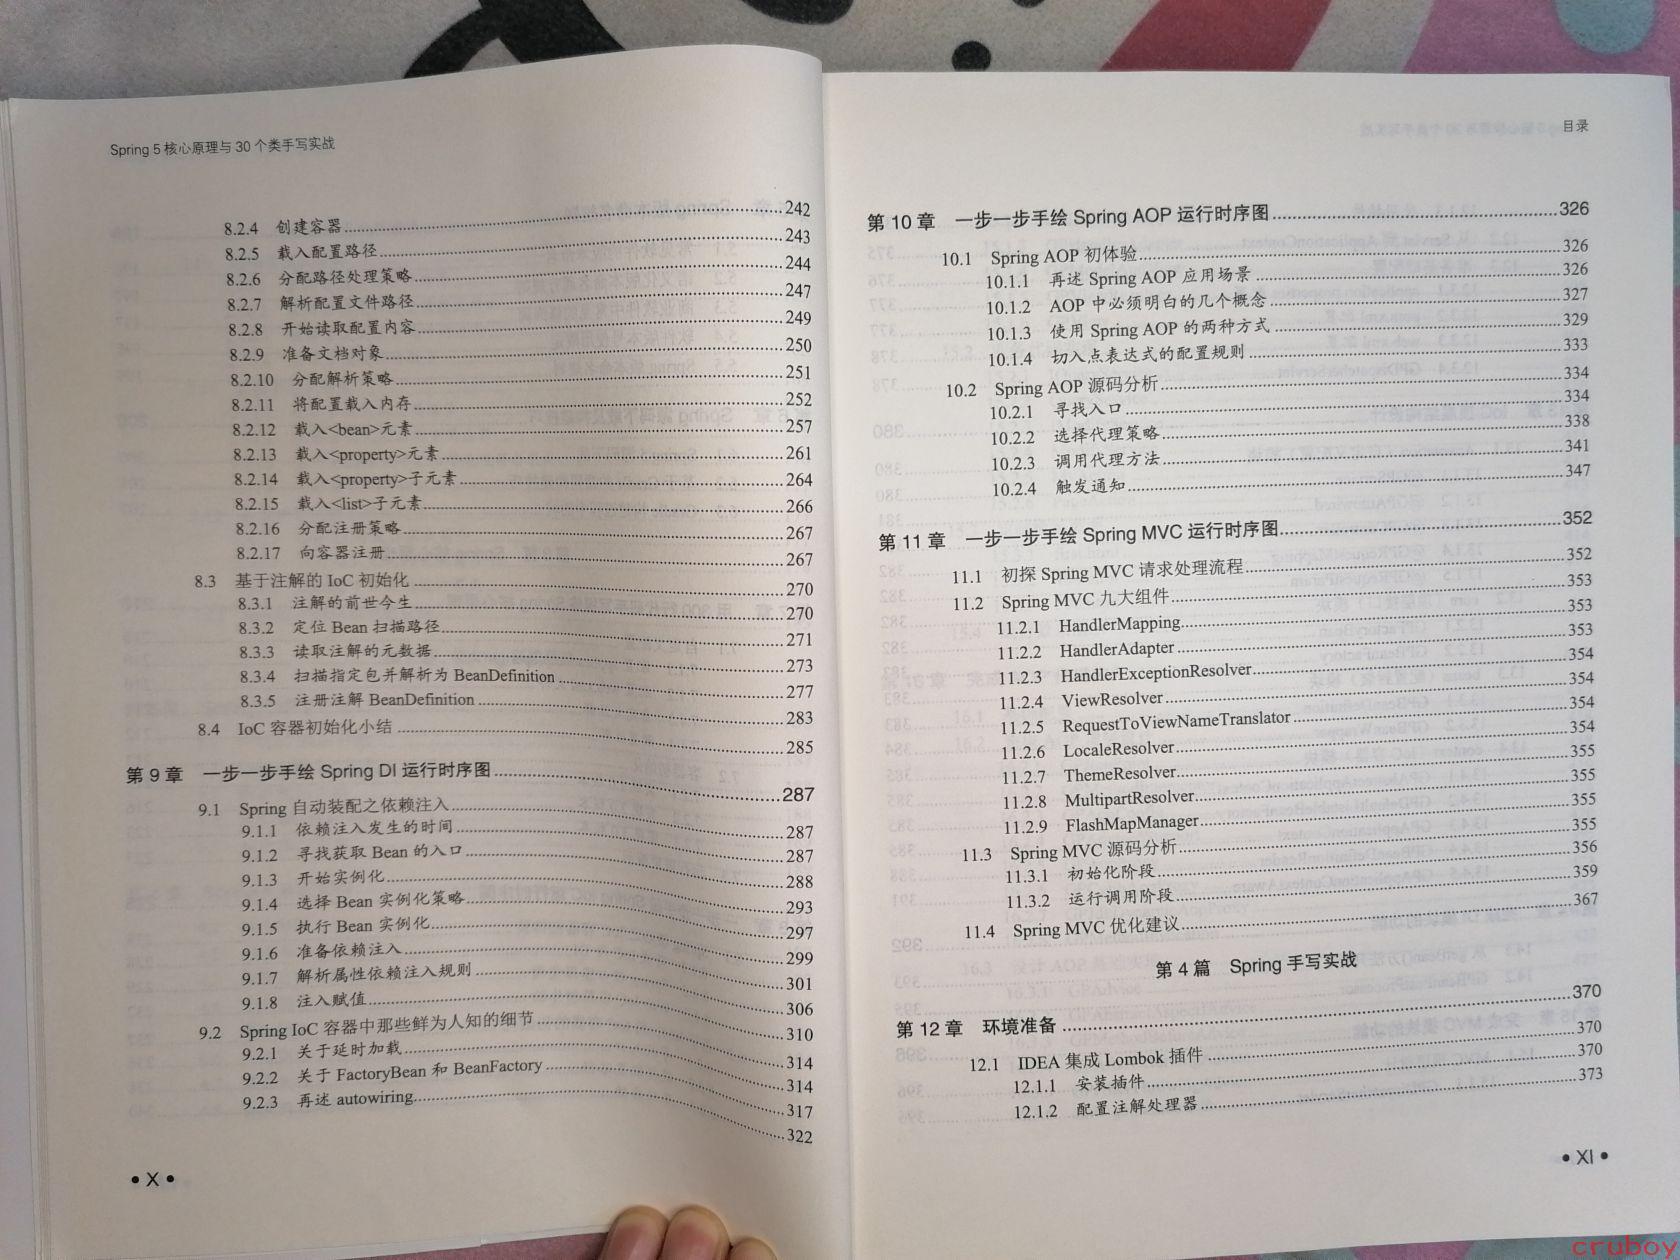 Spring 5 核心原理与 30 个类手写实战
8.2.4 创建容器........242
8.2.5 载入配置路径........243
8.2.6 分配路径处理策略........244
8.2.7 解析配置文件路径........247
8.2.8 开始读取配置内容........249
8.2.9 准备文档对象........250
8.2.10 分配解析策略........251
8.2.11 将配置载入内存........252
8.2.12 载入<bean>元素........257
8.2.13 载入<property>元素........261
8.2.14 载入<property>子元素........264
8.2.15 载入<list>子元素........266
8.2.16 分配注册策略........267
8.2.17 向容器注册........267
8.3 基于注解的 IoC 初始化........270
8.3.1 注解的前世今生........270
8.3.2 定位 Bean 扫描路径........271
8.3.3 读取注解的元数据........273
8.3.4 扫描指定包并解析为 BeanDefinition........277
8.3.5 注册注解 BeanDefinition........283
8.4 IoC 容器初始化小结........285
第 9 章 一步一步手绘 Spring DI 运行时序图........287
9.1 Spring 自动装配之依赖注入........287
9.1.1 依赖注入发生的时间........287
9.1.2 寻找获取 Bean 的入口........288
9.1.3 开始实例化........293
9.1.4 选择 Bean 实例化策略........297
9.1.5 执行 Bean 实例化........299
9.1.6 准备依赖注入........301
9.1.7 解析属性依赖注入规则........306
9.1.8 注入赋值........310
9.2 Spring IoC 容器中那些鲜为人知的细节........314
9.2.1 关于延时加载........314
9.2.2 关于 FactoryBean 和 BeanFactory........317
9.2.3 再述 autowiring........322
• X •
目录
第 10 章 一步一步手绘 Spring AOP 运行时序图........326
10.1 Spring AOP 初体验........326
10.1.1 再述 Spring AOP 应用场景........326
10.1.2 AOP 中必须明白的几个概念........327
10.1.3 使用 Spring AOP 的两种方式........329
10.1.4 切入点表达式的配置规则........333
10.2 Spring AOP 源码分析........334
10.2.1 寻找入口........334
10.2.2 选择代理策略........338
10.2.3 调用代理方法........341
10.2.4 触发通知........347
第 11 章 一步一步手绘 Spring MVC 运行时序图........352
11.1 初探 Spring MVC 请求处理流程........352
11.2 Spring MVC 九大组件........353
11.2.1 HandlerMapping........353
11.2.2 HandlerAdapter........353
11.2.3 HandlerExceptionResolver........354
11.2.4 ViewResolver........354
11.2.5 RequestToViewNameTranslator........354
11.2.6 LocaleResolver........354
11.2.7 ThemeResolver........355
11.2.8 MultipartResolver........355
11.2.9 FlashMapManager........355
11.3 Spring MVC 源码分析........355
11.3.1 初始化阶段........356
11.3.2 运行调用阶段........359
11.4 Spring MVC 优化建议........367
第 4 篇 Spring 手写实战
第 12 章 环境准备........370
12.1 IDEA 集成 Lombok 插件........370
12.1.1 安装插件........370
12.1.2 配置注解处理器........373
• XI •
cruboy